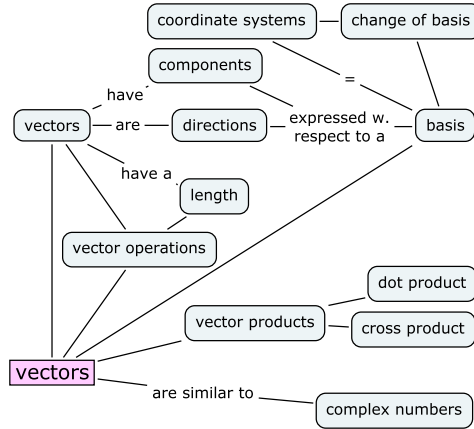 coordinate systems
change of basis
components
=
have
expressed w.
respect to a
vectors
are
directions
basis
have a
length
vector operations
dot product
vector products
cross product
vectors
are similar to
complex numbers